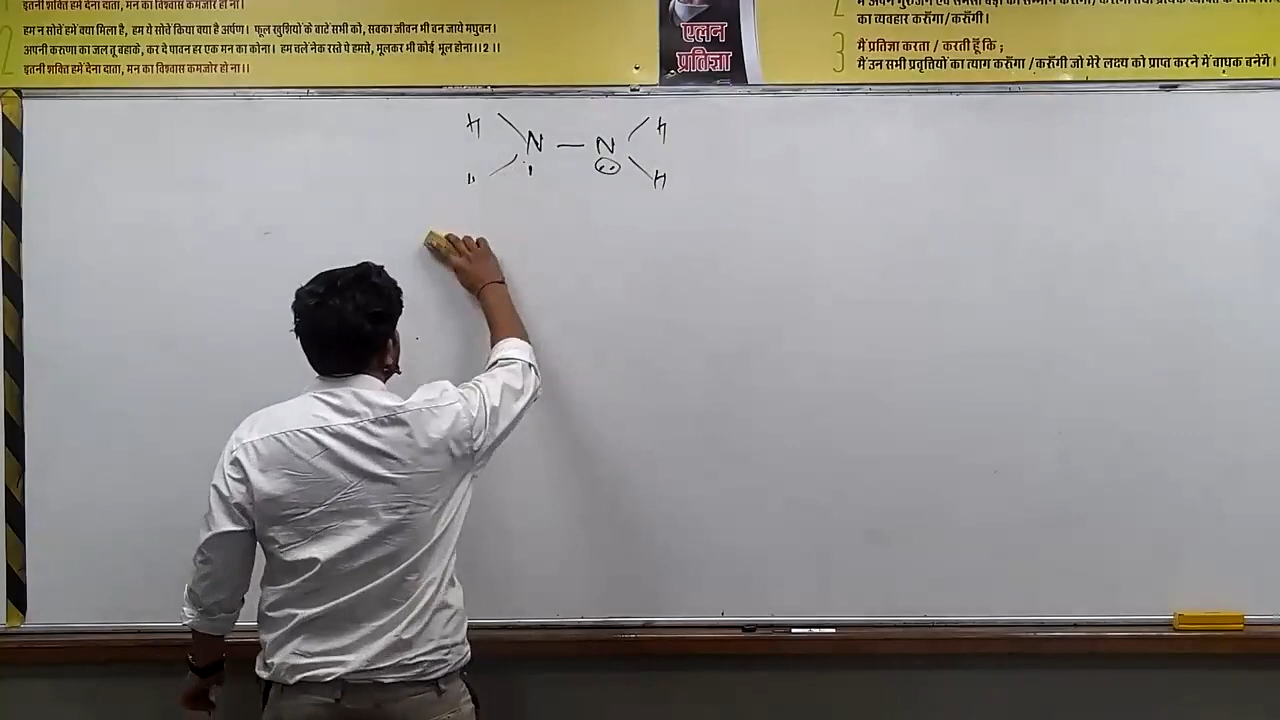 इतनी शक्ति हमें देना दाता, मन का विश्वास कमजोर हो ना।
2
हम न सोचें हमें क्या मिला है, हम ये सोचें किया क्या है अर्पण। फूल खुशियों के बाटें सभी को, सबका जीवन भी बन जाये मधुवन।
अपनी करुणा का जल तू बहाके, कर दे पावन हर एक मन का कोना। हम चलें नेक रस्ते पे हमसे, भूलकर भी कोई भूल होना।।2।।
इतनी शक्ति हमें देना दाता, मन का विश्वास कमजोर हो ना।।
एलन
प्रतिज्ञा
का व्यवहार करूँगा/करूँगी।
3
मैं प्रतिज्ञा करता / करती हूँ कि ;
मैं उन सभी प्रवृत्तियों का त्याग करूँगा /करूँगी जो मेरे लक्ष्य को प्राप्त करने में बाधक बनेंगे।
H H
N — N
H